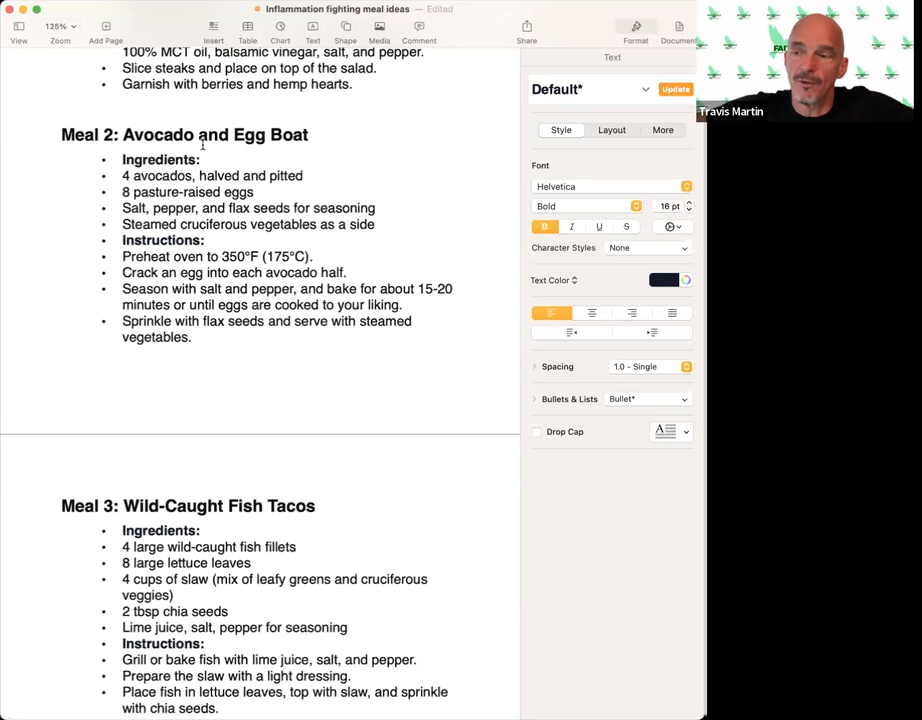 Inflammation fighting meal ideas — Edited
125%
View
Zoom
Add Page
Insert
Table
Chart
Text
Shape
Media
Comment
Share
Format
Document
100% MCT oil, balsamic vinegar, salt, and pepper.
• Slice steaks and place on top of the salad.
• Garnish with berries and hemp hearts.
Meal 2: Avocado and Egg Boat
• Ingredients:
• 4 avocados, halved and pitted
• 8 pasture-raised eggs
• Salt, pepper, and flax seeds for seasoning
• Steamed cruciferous vegetables as a side
• Instructions:
• Preheat oven to 350°F (175°C).
• Crack an egg into each avocado half.
• Season with salt and pepper, and bake for about 15-20
minutes or until eggs are cooked to your liking.
• Sprinkle with flax seeds and serve with steamed
vegetables.
Meal 3: Wild-Caught Fish Tacos
• Ingredients:
• 4 large wild-caught fish fillets
• 8 large lettuce leaves
• 4 cups of slaw (mix of leafy greens and cruciferous
veggies)
• 2 tbsp chia seeds
• Lime juice, salt, pepper for seasoning
• Instructions:
• Grill or bake fish with lime juice, salt, and pepper.
• Prepare the slaw with a light dressing.
• Place fish in lettuce leaves, top with slaw, and sprinkle
with chia seeds.
Text
Default*
Update
Style
Layout
More
Font
Helvetica
Bold
16 pt
B I U S
Character Styles
None
Text Color
Spacing
1.0 - Single
Bullets & Lists
Bullet*
Drop Cap
A
Travis Martin